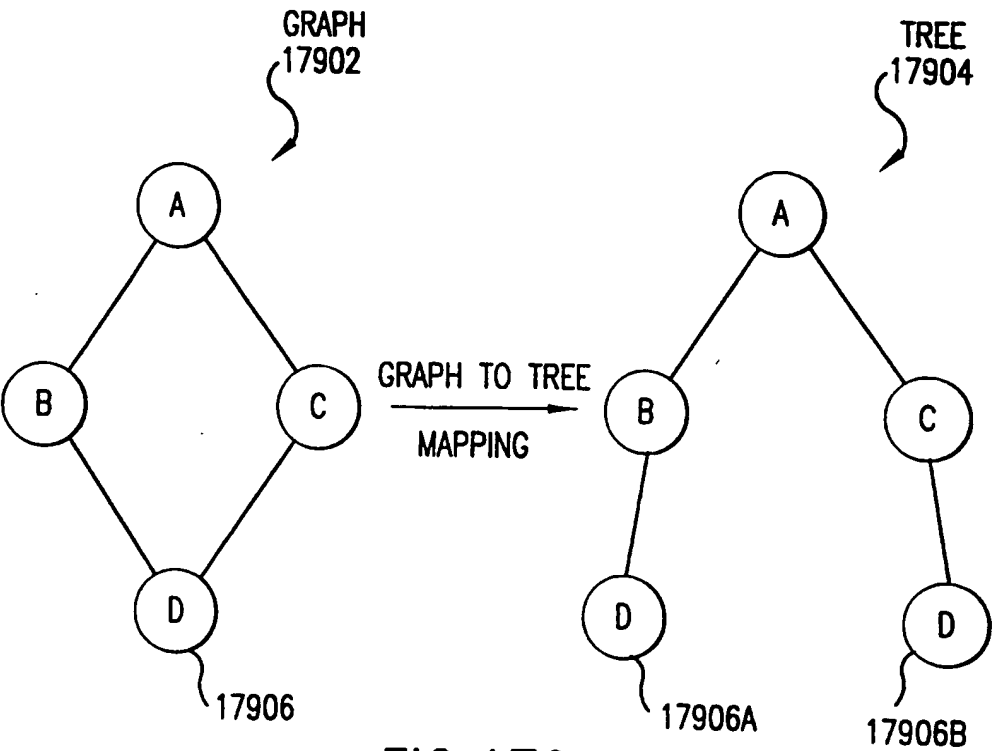 GRAPH
17902
TREE
17904
A
A
B
C
GRAPH TO TREE
MAPPING
B
C
D
D
D
17906
17906A
17906B